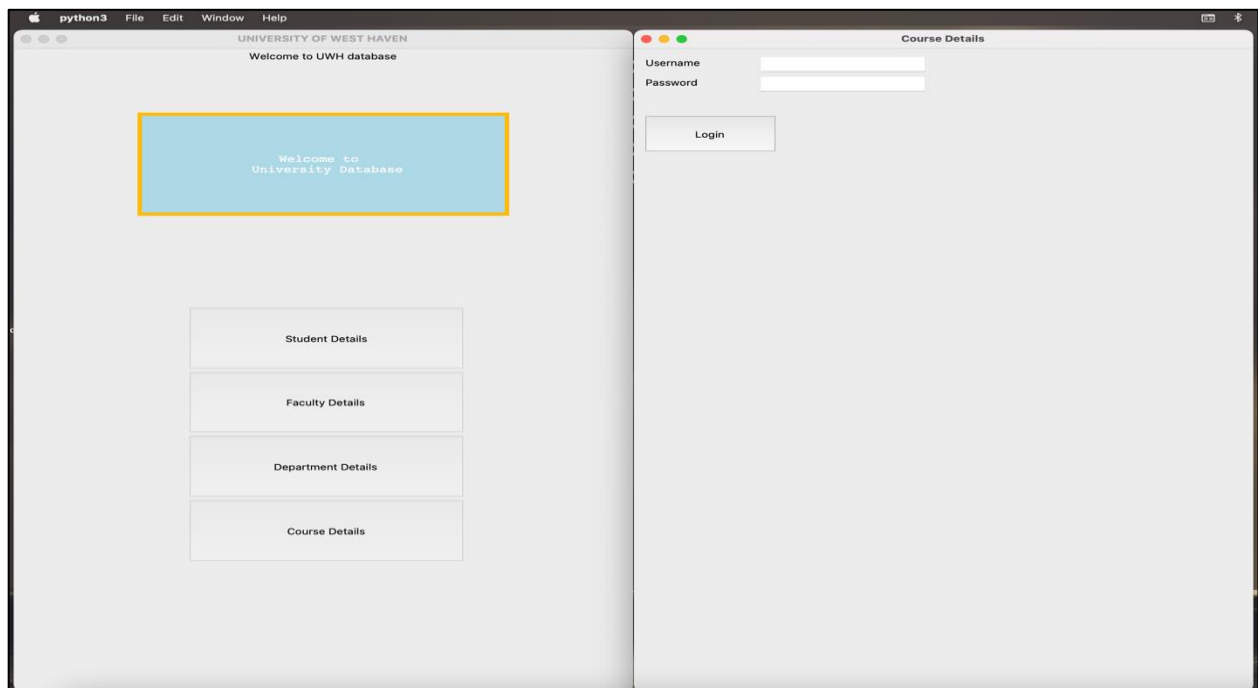 python3 File Edit Window Help
UNIVERSITY OF WEST HAVEN
Welcome to UWH database
Welcome to
University Database
Student Details
Faculty Details
Department Details
Course Details
Course Details
Username
Password
Login